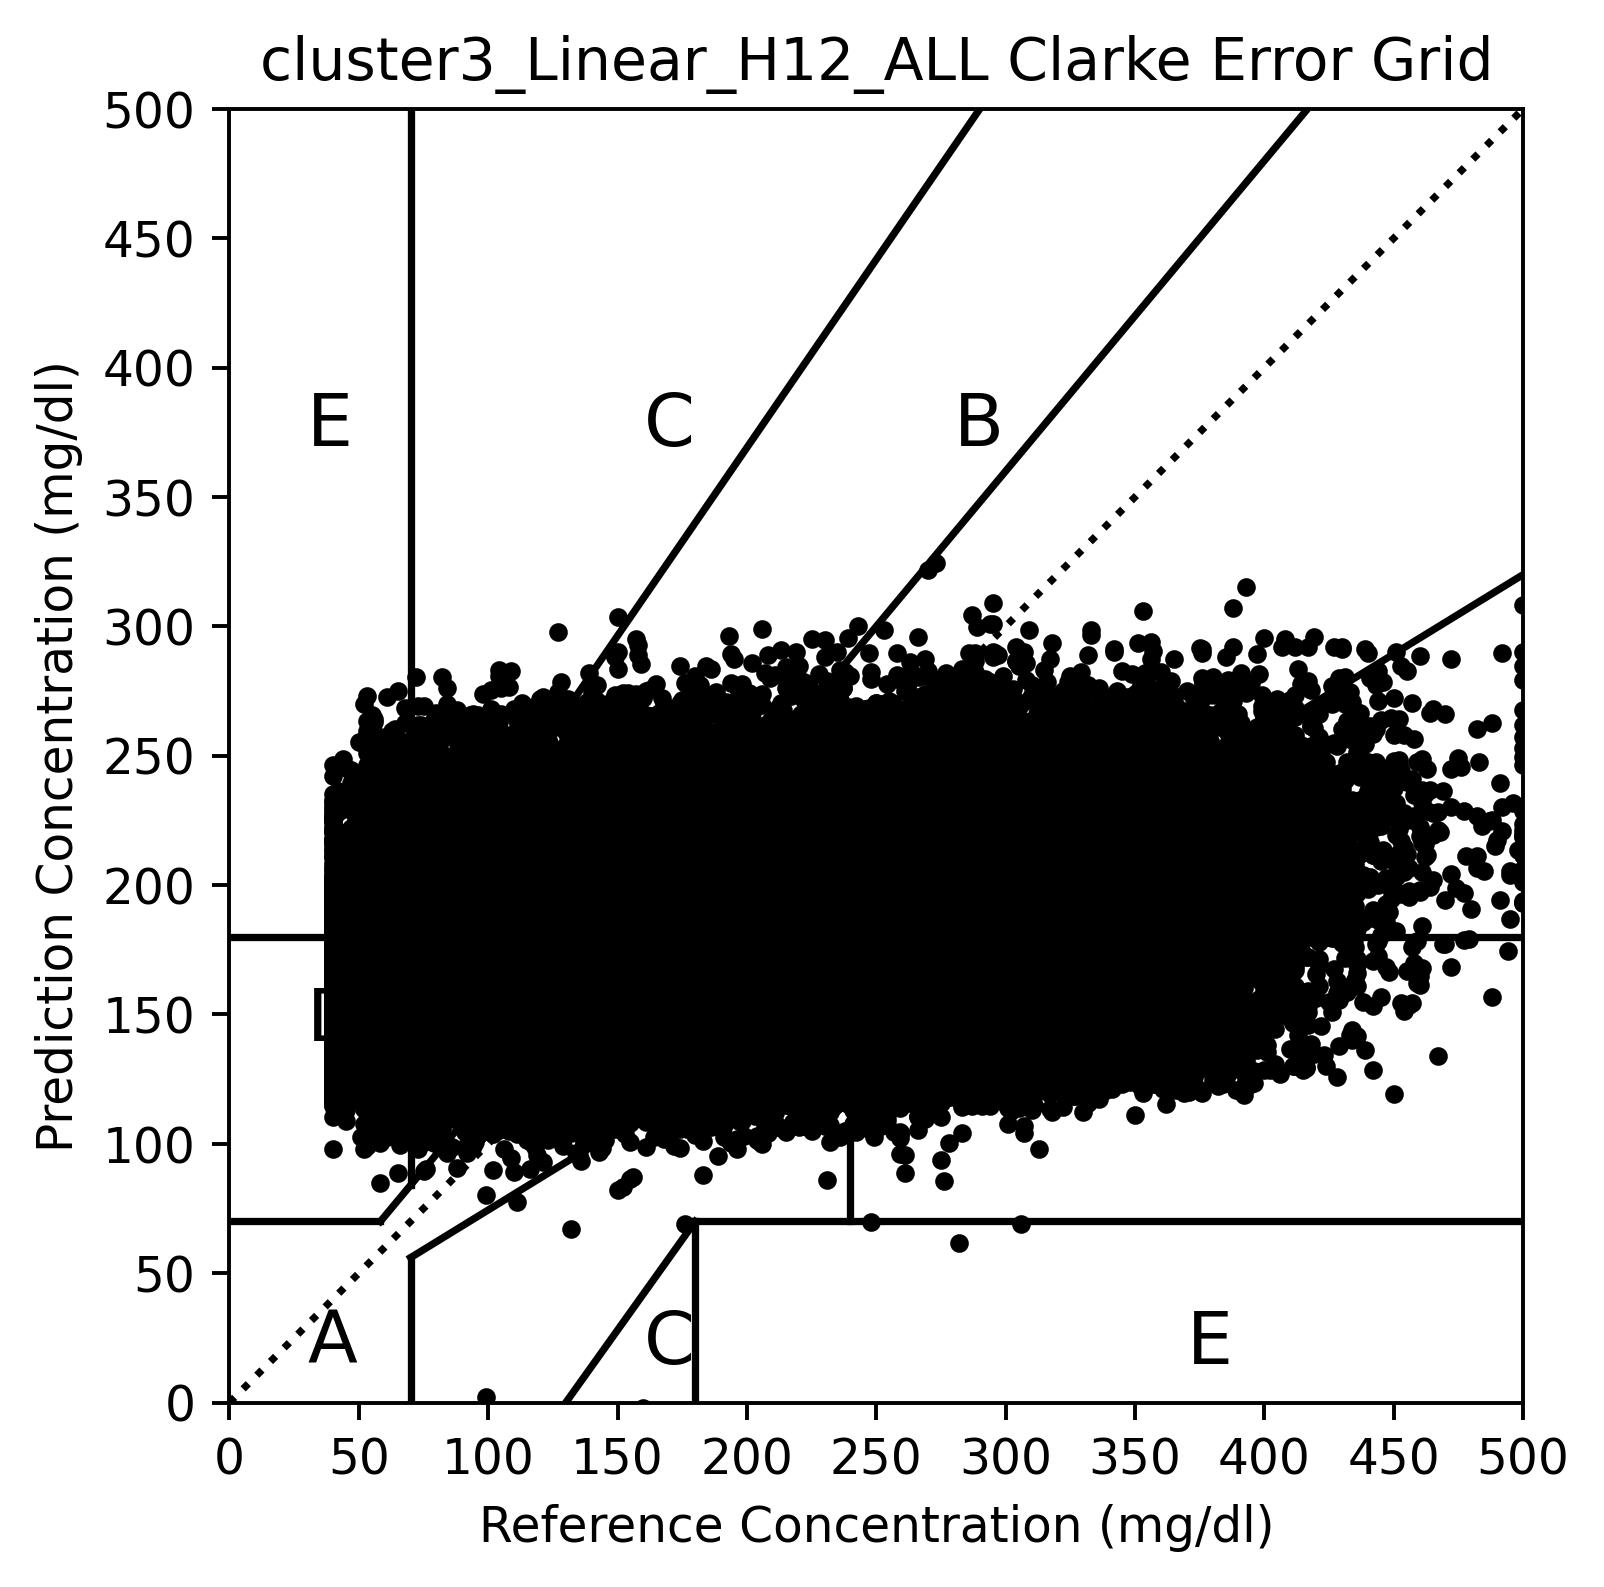 cluster3_Linear_H12_ALL Clarke Error Grid
500
450
400
350
300
250
200
150
100
50
0
Prediction Concentration (mg/dl)
E
C
B
A
C
E
0 50 100 150 200 250 300 350 400 450 500
Reference Concentration (mg/dl)